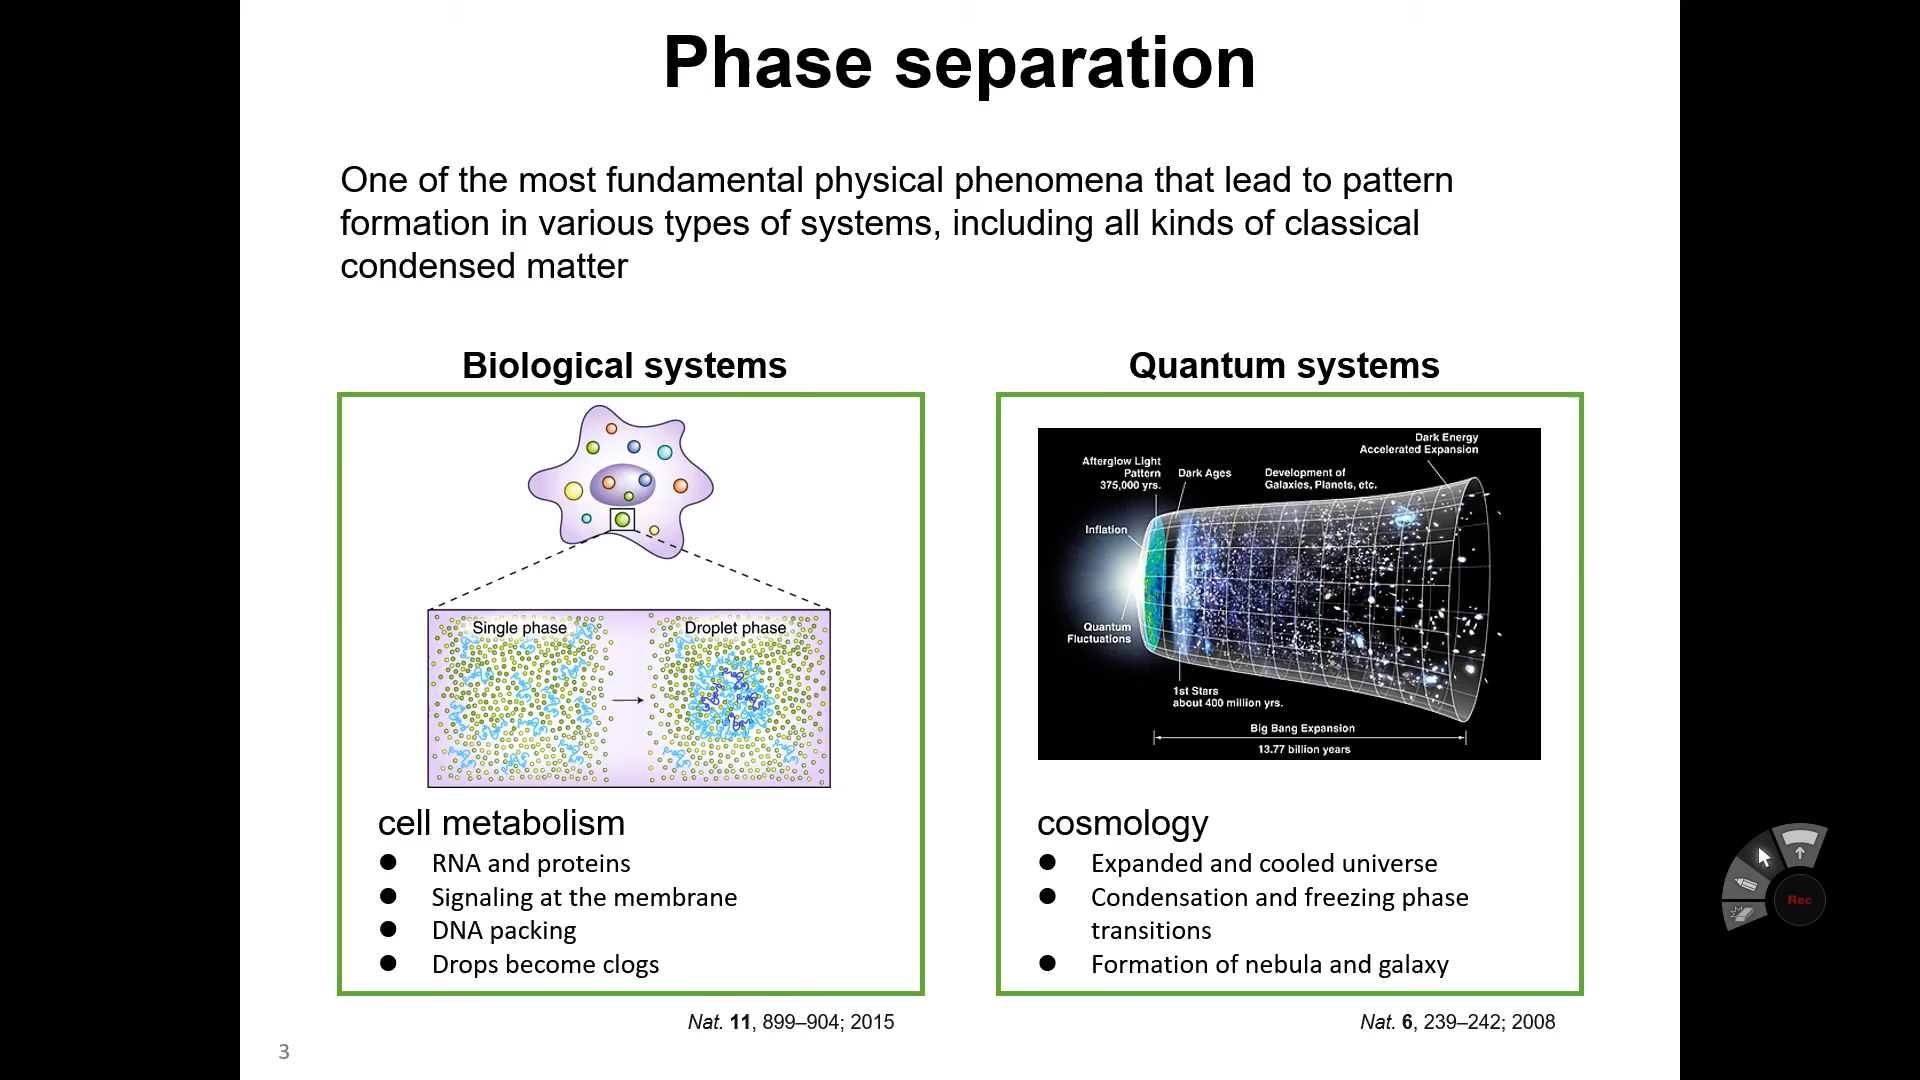 Phase separation
One of the most fundamental physical phenomena that lead to pattern
formation in various types of systems, including all kinds of classical
condensed matter
Biological systems
Single phase
Droplet phase
cell metabolism
● RNA and proteins
● Signaling at the membrane
● DNA packing
● Drops become clogs
Nat. 11, 899–904; 2015
Quantum systems
Dark Energy
Accelerated Expansion
Afterglow Light
Pattern
375,000 yrs.
Dark Ages
Development of
Galaxies, Planets, etc.
Inflation
Quantum
Fluctuations
1st Stars
about 400 million yrs.
Big Bang Expansion
13.77 billion years
cosmology
● Expanded and cooled universe
● Condensation and freezing phase
transitions
● Formation of nebula and galaxy
Nat. 6, 239–242; 2008
3
Rec